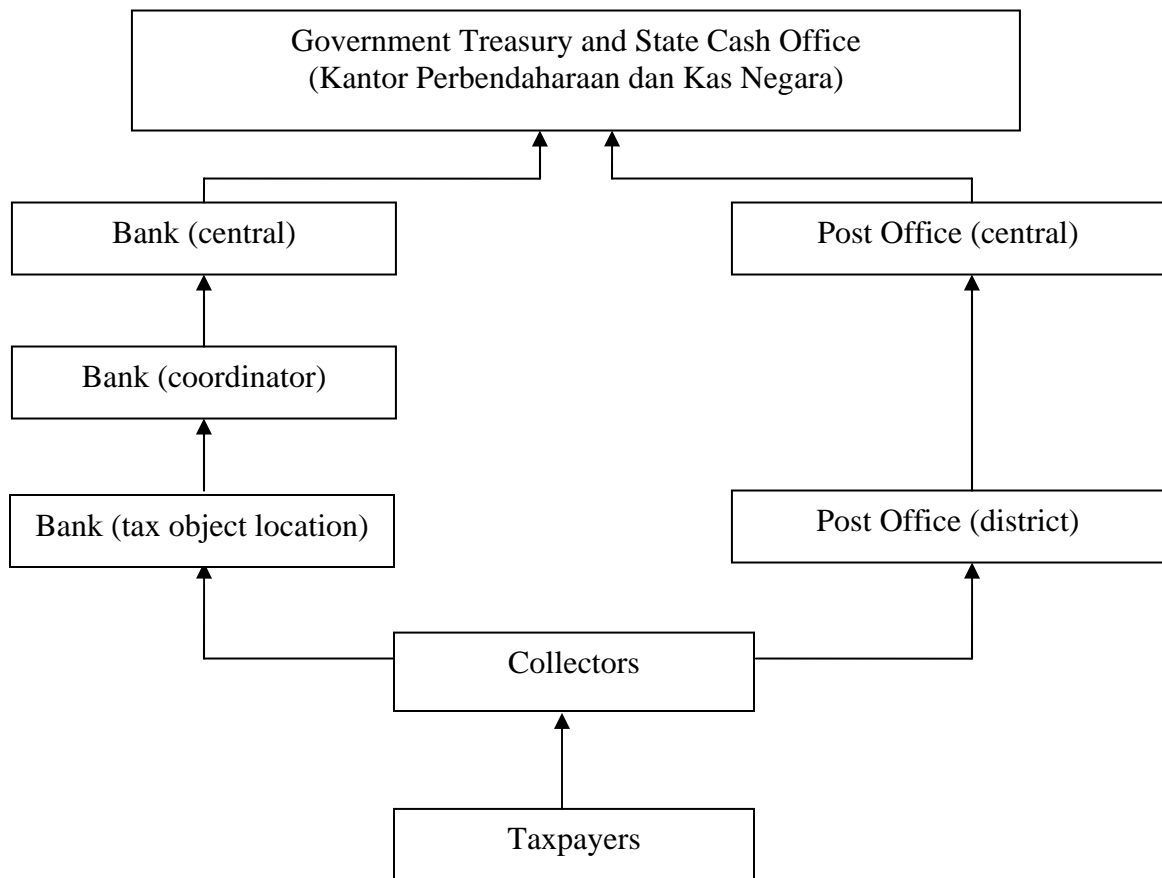 Government Treasury and State Cash Office
(Kantor Perbendaharaan dan Kas Negara)
Bank (central)
Post Office (central)
Bank (coordinator)
Bank (tax object location)
Post Office (district)
Collectors
Taxpayers